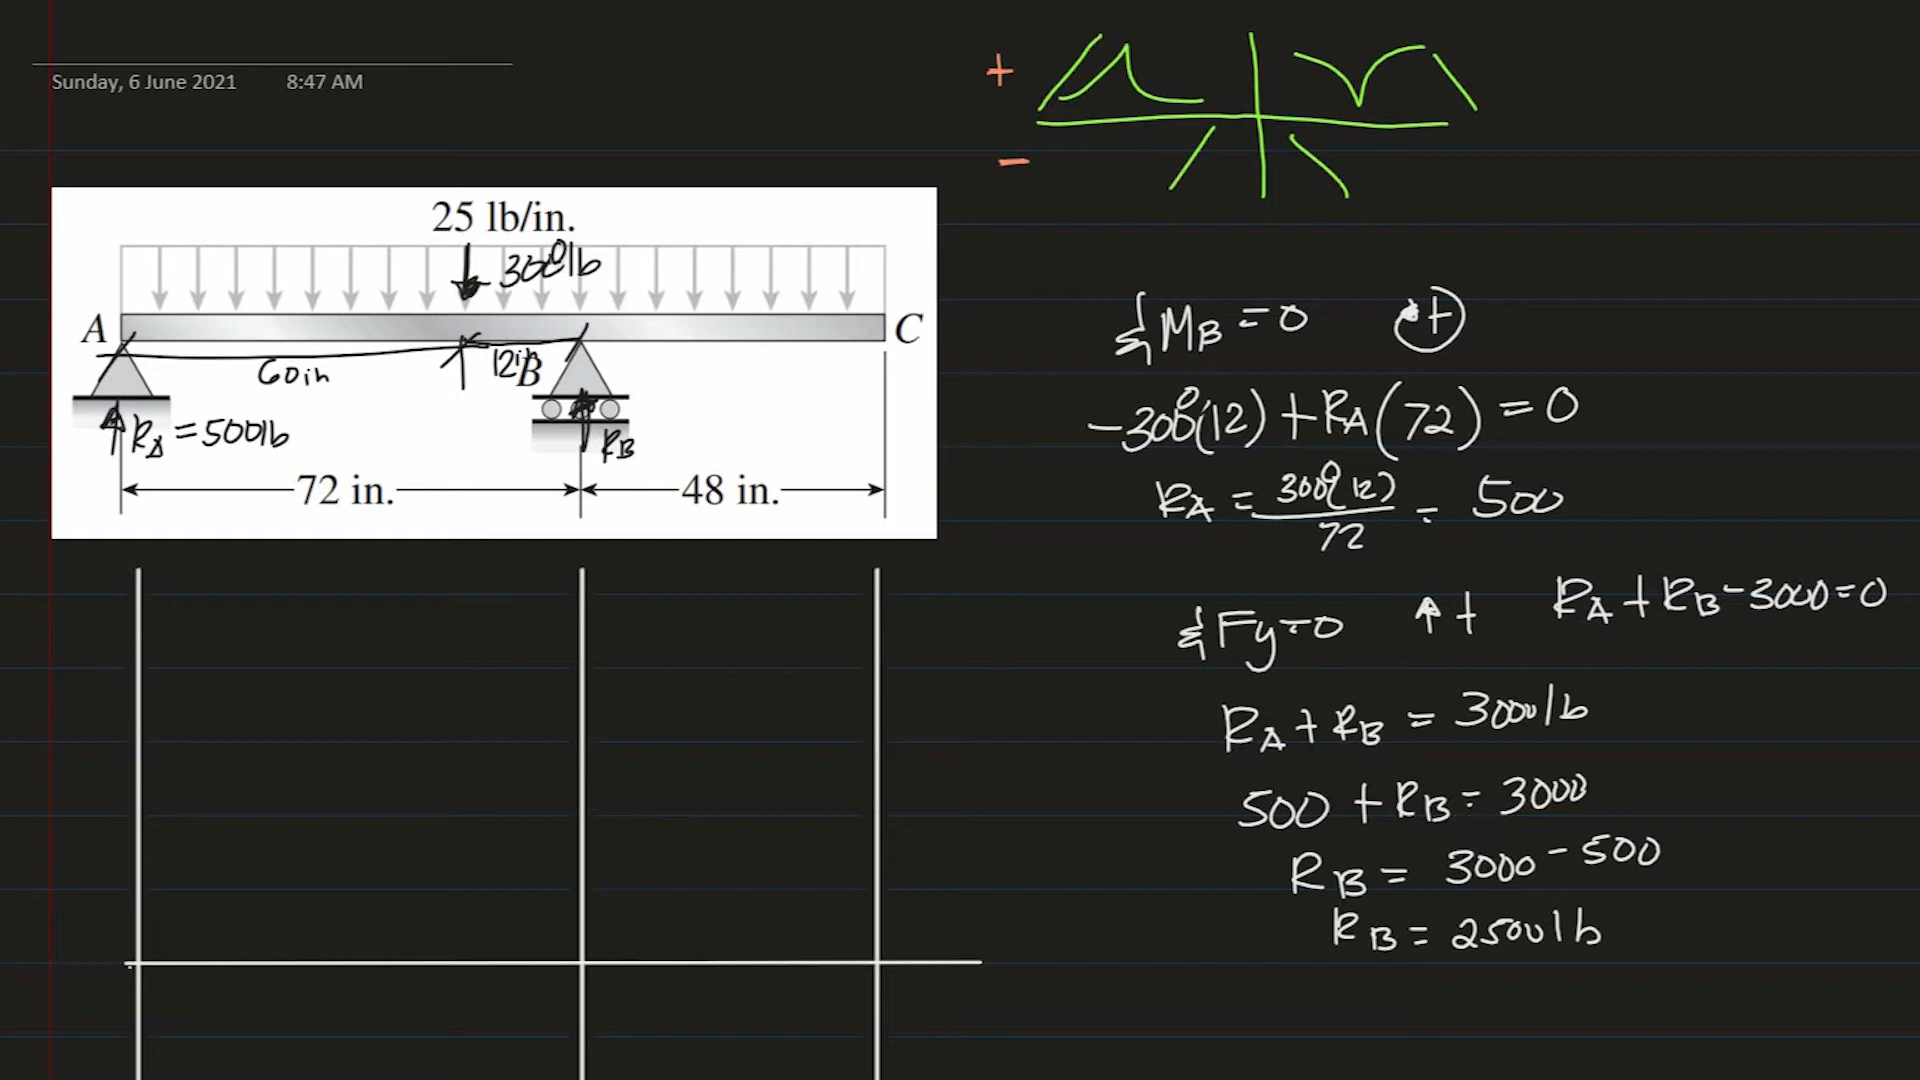 Sunday, 6 June 2021 8:47 AM
+
-
25 lb/in.
3000lb
A
C
60in
12in
B
RA = 500lb
RB
72 in.
48 in.
ΣMB = 0 +
-3000(12) + RA(72) = 0
RA = 3000(12) / 72 = 500
ΣFy = 0 ↑+ RA + RB - 3000 = 0
RA + RB = 3000lb
500 + RB = 3000
RB = 3000 - 500
RB = 2500lb